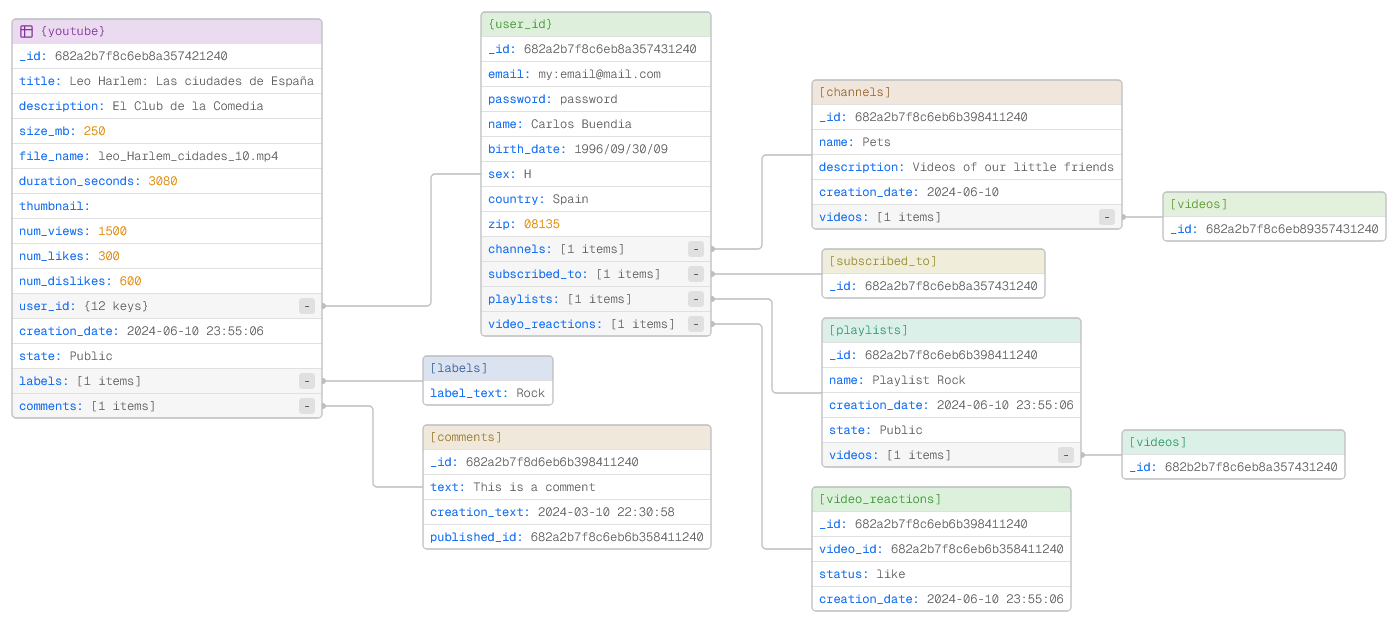 {youtube}
_id: 682a2b7f8c6eb8a357421240
title: Leo Harlem: Las ciudades de España
description: El Club de la Comedia
size_mb: 250
file_name: leo_Harlem_cidades_10.mp4
duration_seconds: 3080
thumbnail:
num_views: 1500
num_likes: 300
num_dislikes: 600
user_id: {12 keys} -
creation_date: 2024-06-10 23:55:06
state: Public
labels: [1 items] -
comments: [1 items] -
{user_id}
_id: 682a2b7f8c6eb8a357431240
email: my:email@mail.com
password: password
name: Carlos Buendia
birth_date: 1996/09/30/09
sex: H
country: Spain
zip: 08135
channels: [1 items] -
subscribed_to: [1 items] -
playlists: [1 items] -
video_reactions: [1 items] -
[labels]
label_text: Rock
[comments]
_id: 682a2b7f8d6eb6b398411240
text: This is a comment
creation_text: 2024-03-10 22:30:58
published_id: 682a2b7f8c6eb6b358411240
[channels]
_id: 682a2b7f8c6eb6b398411240
name: Pets
description: Videos of our little friends
creation_date: 2024-06-10
videos: [1 items] -
[videos]
_id: 682a2b7f8c6eb89357431240
[subscribed_to]
_id: 682a2b7f8c6eb8a357431240
[playlists]
_id: 682a2b7f8c6eb6b398411240
name: Playlist Rock
creation_date: 2024-06-10 23:55:06
state: Public
videos: [1 items] -
[videos]
_id: 682b2b7f8c6eb8a357431240
[video_reactions]
_id: 682a2b7f8c6eb6b398411240
video_id: 682a2b7f8c6eb6b358411240
status: like
creation_date: 2024-06-10 23:55:06